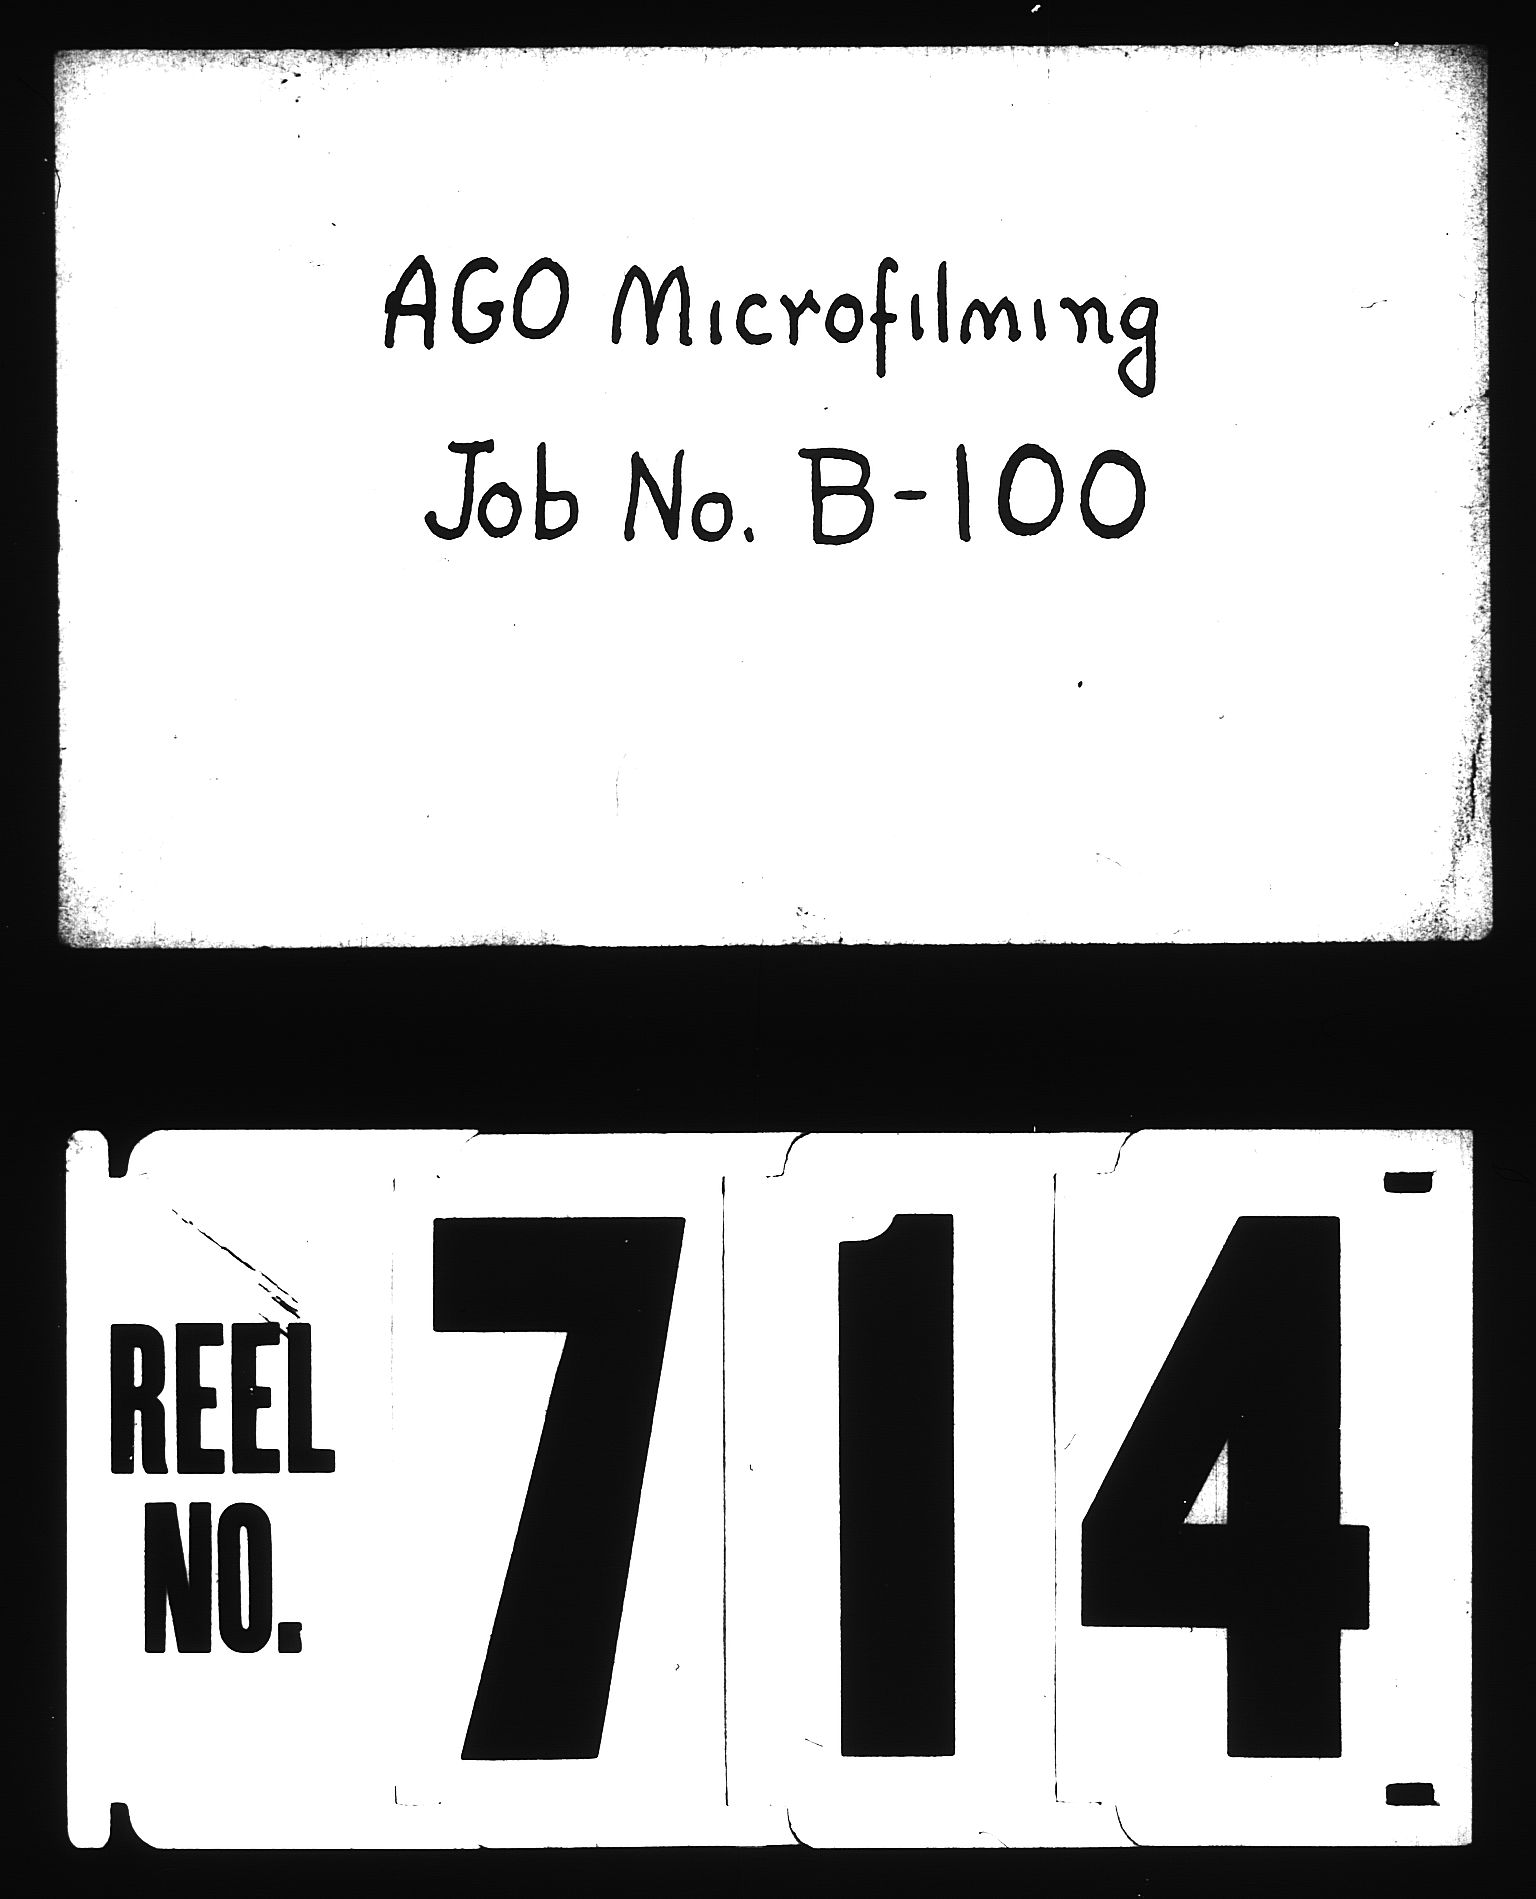 AGO Microfilming
Job No. B-100
REEL
NO.
714